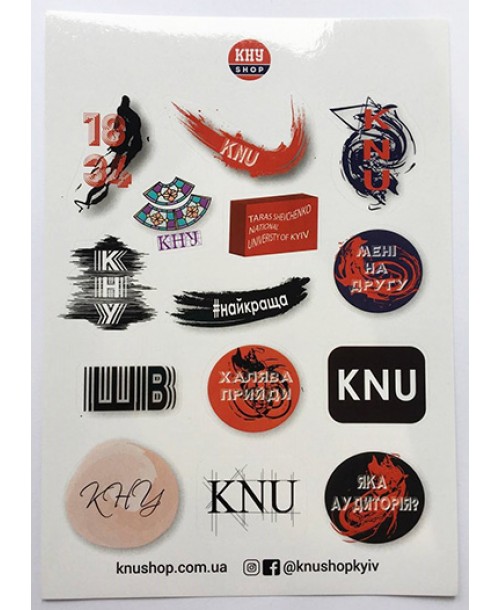 КНУ
SHOP
18
34
KNU
KNU
КНУ
TARAS SHEVCHENKO
NATIONAL
UNIVERSITY OF KYIV
МЕНІ
НА
ДРУГУ
КНУ
#найкраща
ШВ
ХАЛЯВА
ПРИЙДИ
KNU
КНУ
KNU
ЯКА
АУДИТОРІЯ?
knushop.com.ua
@knushopkyiv